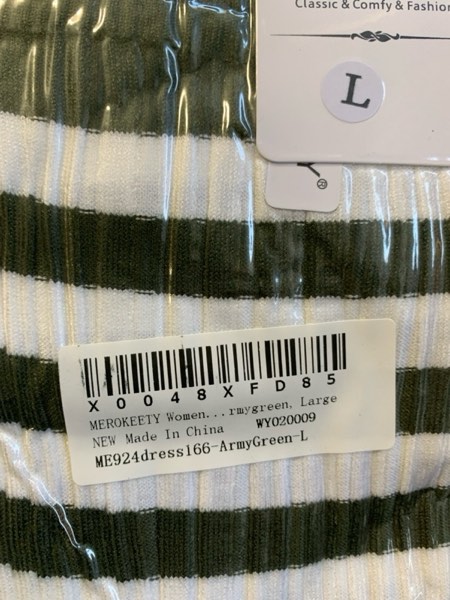 Classic & Comfy & Fashion
L
Y®
X0048XFD85
MEROKEETY Women...rmygreen, Large
NEW Made In China WY020009
ME924dress166-ArmyGreen-L